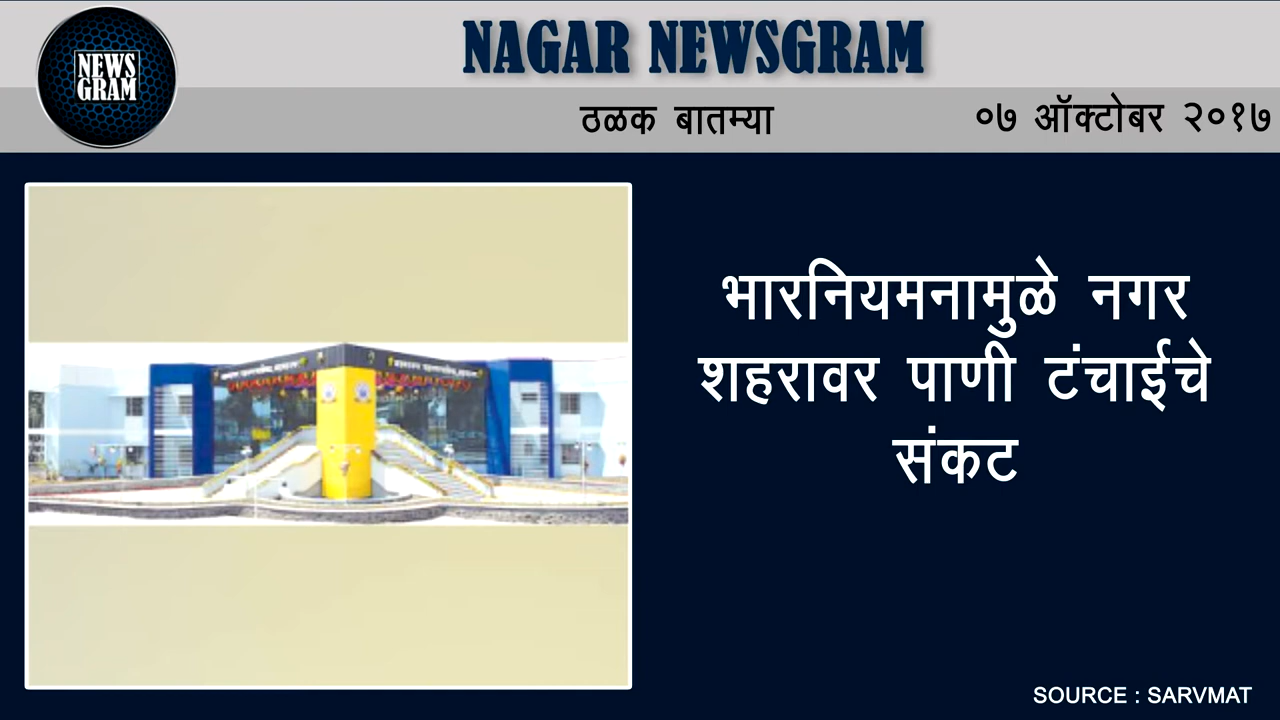 NEWS
GRAM
NAGAR NEWSGRAM
ठळक बातम्या
०७ ऑक्टोबर २०१७
भारनियमनामुळे नगर
शहरावर पाणी टंचाईचे
संकट
SOURCE : SARVMAT